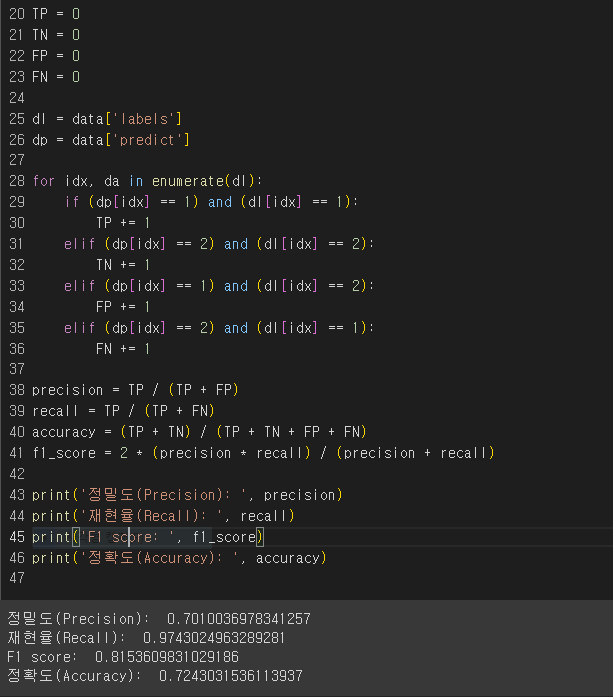 20 TP = 0
21 TN = 0
22 FP = 0
23 FN = 0
24
25 dl = data['labels']
26 dp = data['predict']
27
28 for idx, da in enumerate(dl):
29     if (dp[idx] == 1) and (dl[idx] == 1):
30         TP += 1
31     elif (dp[idx] == 2) and (dl[idx] == 2):
32         TN += 1
33     elif (dp[idx] == 1) and (dl[idx] == 2):
34         FP += 1
35     elif (dp[idx] == 2) and (dl[idx] == 1):
36         FN += 1
37
38 precision = TP / (TP + FP)
39 recall = TP / (TP + FN)
40 accuracy = (TP + TN) / (TP + TN + FP + FN)
41 f1_score = 2 * (precision * recall) / (precision + recall)
42
43 print('정밀도(Precision): ', precision)
44 print('재현율(Recall): ', recall)
45 print('F1 score: ', f1_score)
46 print('정확도(Accuracy): ', accuracy)
47
정밀도(Precision):  0.7010036978341257
재현율(Recall):  0.9743024963289281
F1 score:  0.8153609831029186
정확도(Accuracy):  0.7243031536113937